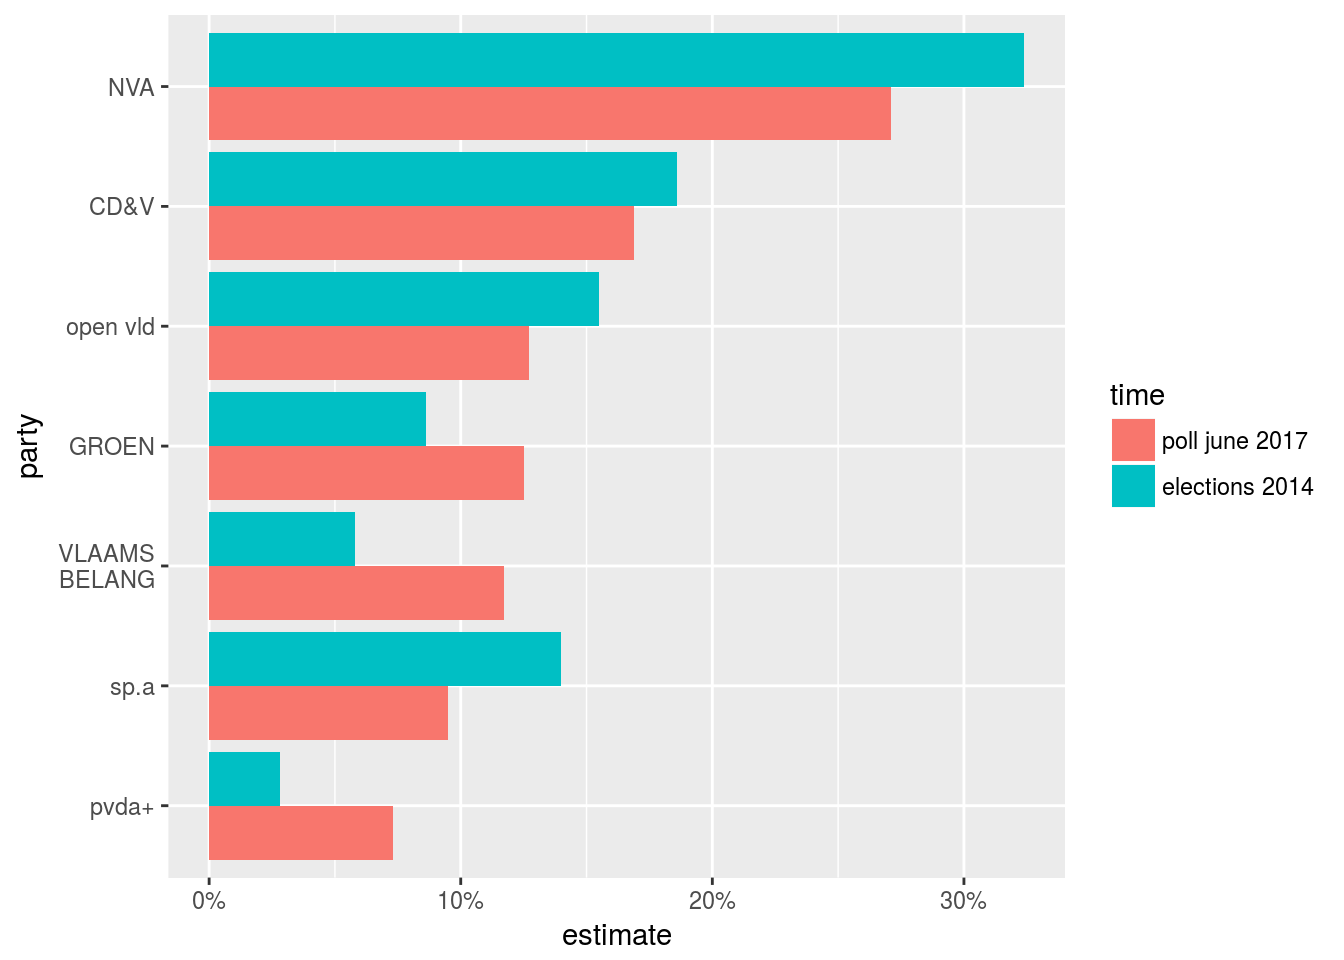 NVA
CD&V
open vld
GROEN
VLAAMS
BELANG
sp.a
pvda+
party
0%
10%
20%
30%
estimate
time
poll june 2017
elections 2014